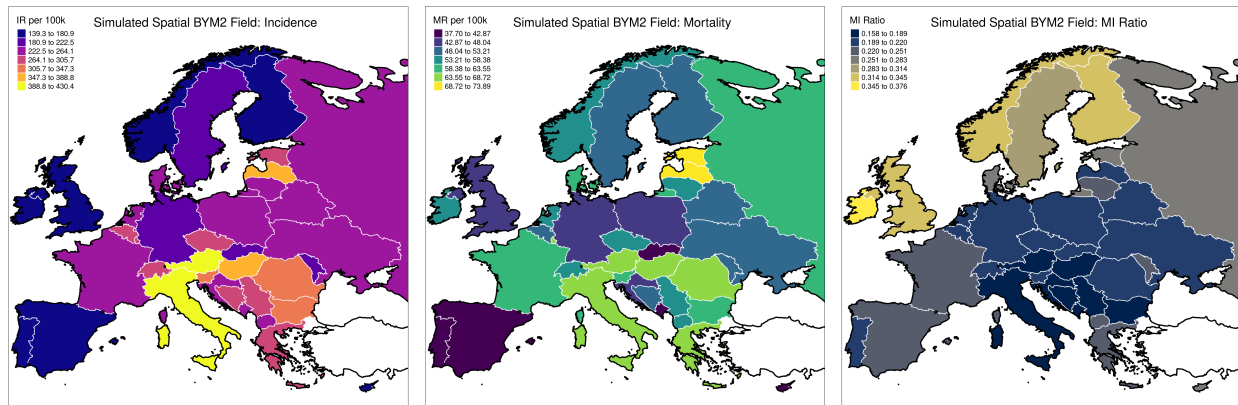 IR per 100k
Simulated Spatial BYM2 Field: Incidence
139.3 to 180.9
180.9 to 222.5
222.5 to 264.1
264.1 to 305.7
305.7 to 347.3
347.3 to 388.8
388.8 to 430.4
MR per 100k
Simulated Spatial BYM2 Field: Mortality
37.70 to 42.87
42.87 to 48.04
48.04 to 53.21
53.21 to 58.38
58.38 to 63.55
63.55 to 68.72
68.72 to 73.89
MI Ratio
Simulated Spatial BYM2 Field: MI Ratio
0.158 to 0.189
0.189 to 0.220
0.220 to 0.251
0.251 to 0.283
0.283 to 0.314
0.314 to 0.345
0.345 to 0.376